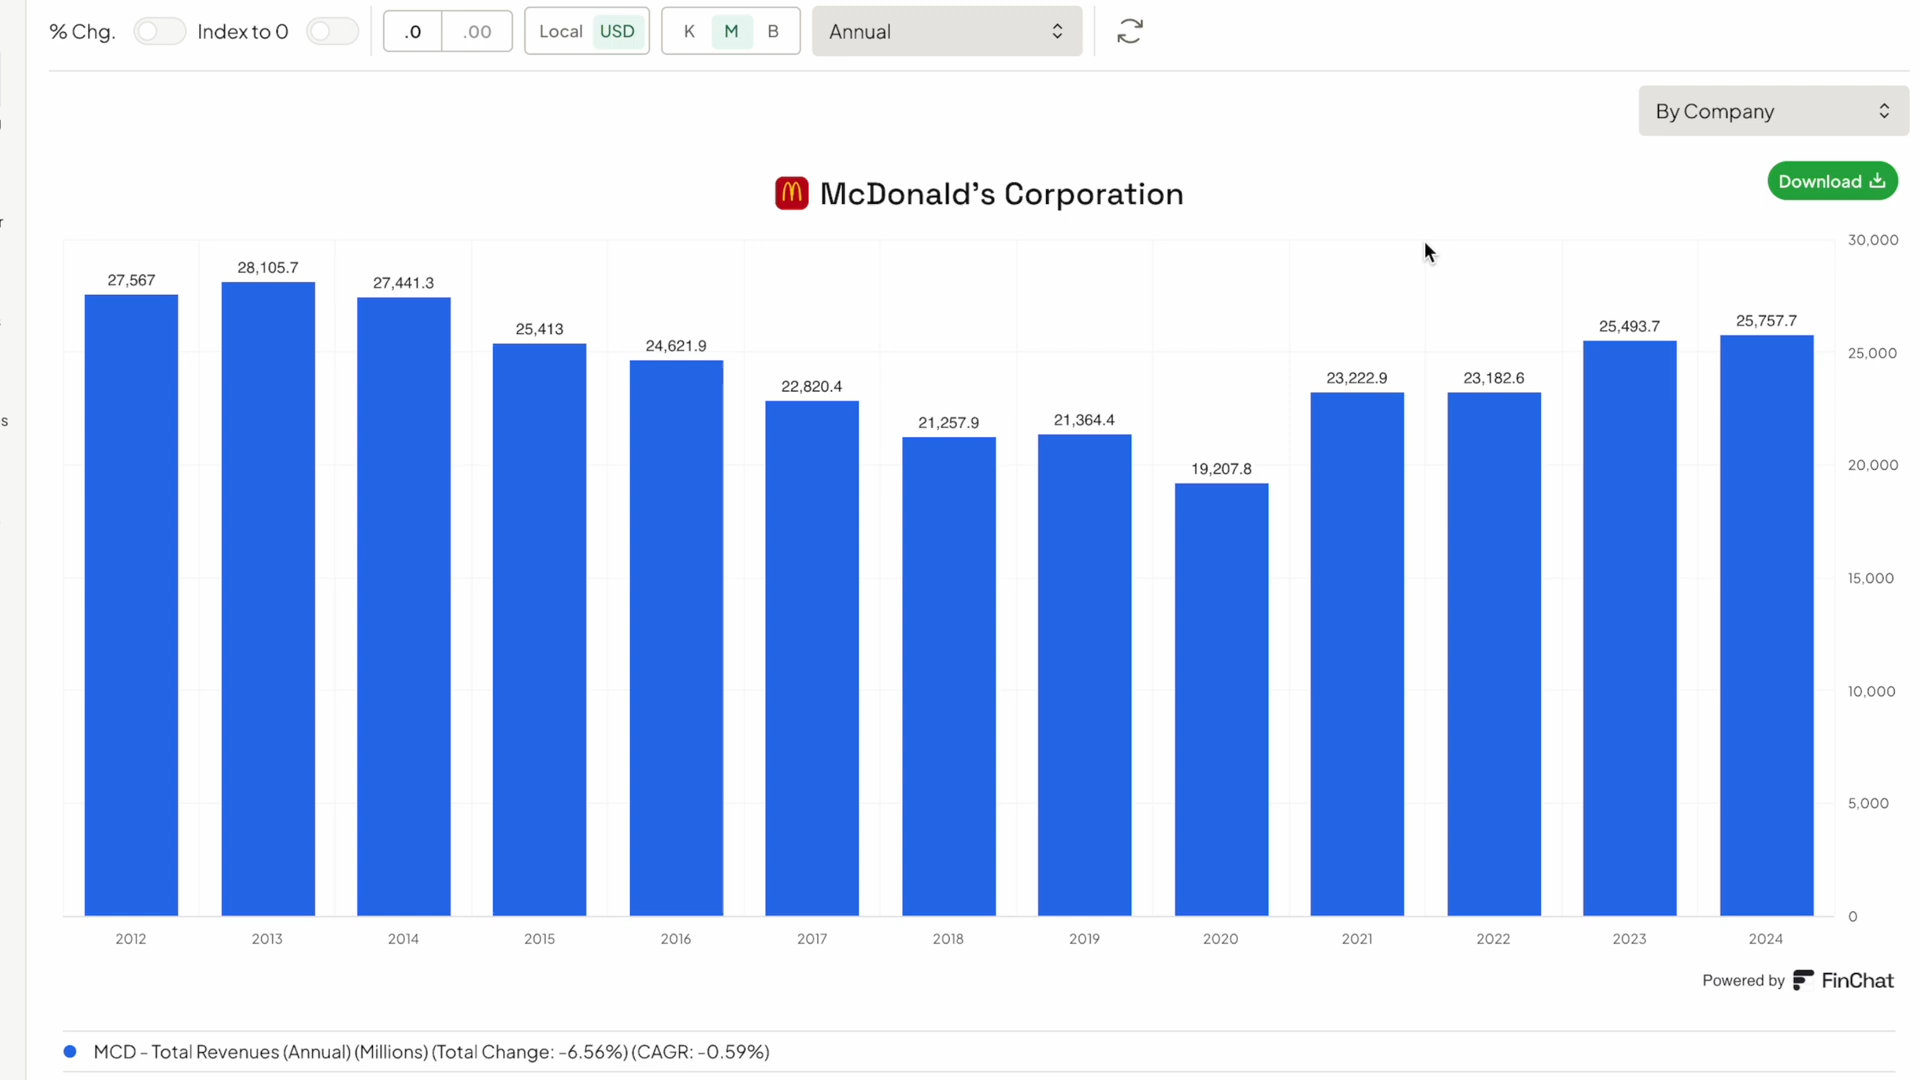 % Chg. Index to 0 .0 .00 Local USD K M B Annual
By Company
Download
McDonald's Corporation
30,000
25,000
20,000
15,000
10,000
5,000
0
27,567
28,105.7
27,441.3
25,413
24,621.9
22,820.4
21,257.9
21,364.4
19,207.8
23,222.9
23,182.6
25,493.7
25,757.7
2012 2013 2014 2015 2016 2017 2018 2019 2020 2021 2022 2023 2024
Powered by FinChat
MCD - Total Revenues (Annual) (Millions) (Total Change: -6.56%) (CAGR: -0.59%)